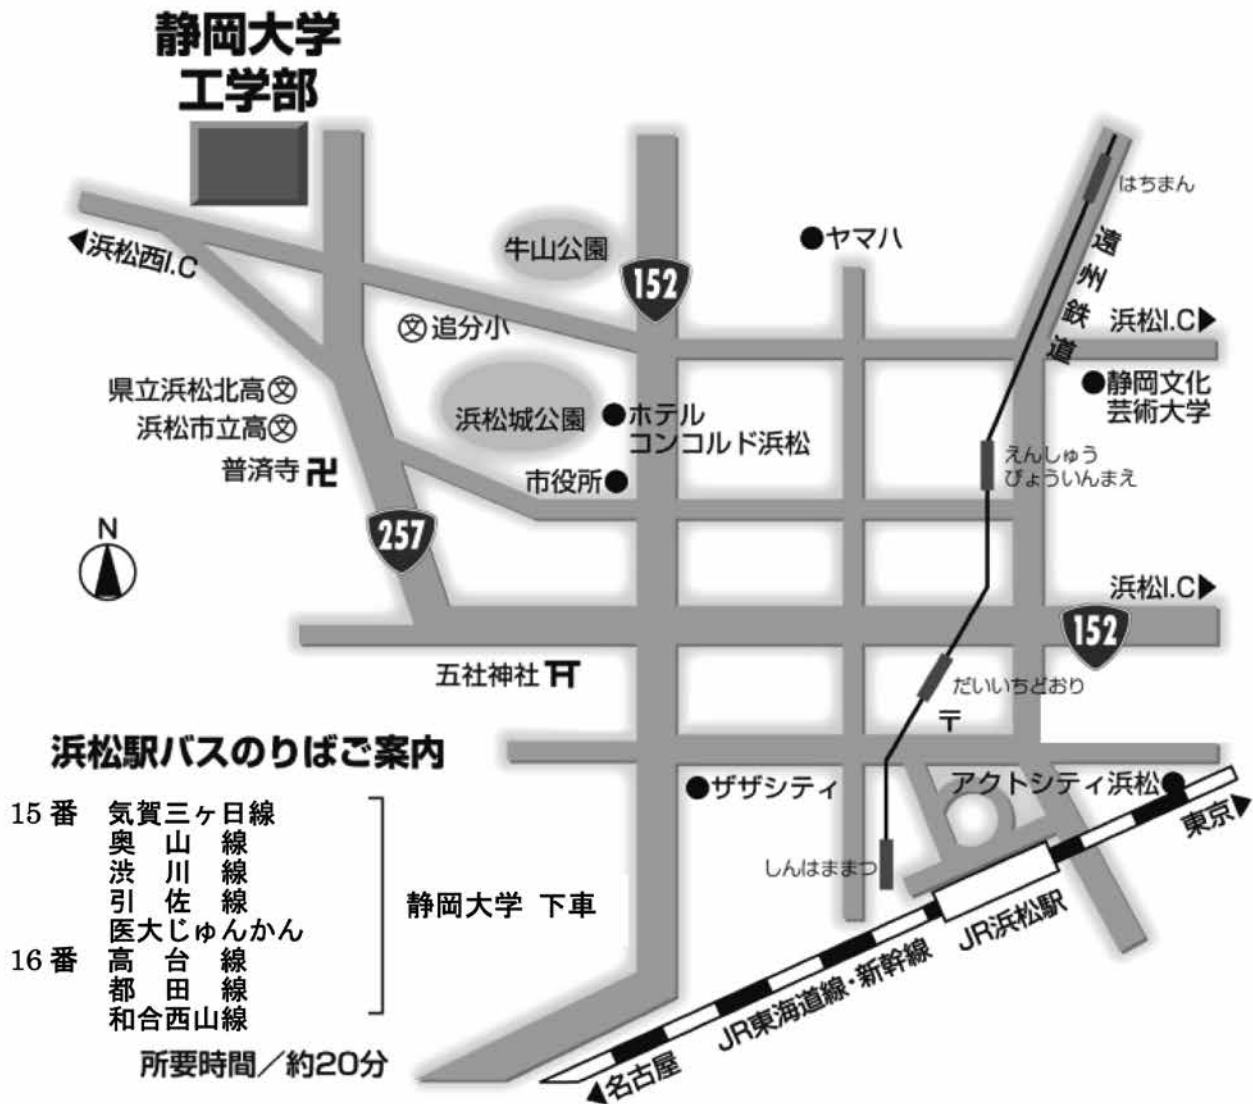 静岡大学
工学部
はちまん
◀浜松西I.C
牛山公園
152
●ヤマハ
遠州鉄道
浜松I.C▶
㊫追分小
県立浜松北高㊫
浜松市立高㊫
普済寺卍
浜松城公園
●ホテル
コンコルド浜松
●静岡文化
芸術大学
市役所●
えんしゅう
びょういんまえ
N
257
浜松I.C▶
152
五社神社⛩
だいいちどおり
〒
浜松駅バスのりばご案内
●ザザシティ
アクトシティ浜松●
東京▶
しんはままつ
JR浜松駅
JR東海道線・新幹線
◀名古屋
15番 気賀三ヶ日線
奥山線
渋川線
引佐線
医大じゅんかん
16番 高台線
都田線
和合西山線
静岡大学 下車
所要時間/約20分